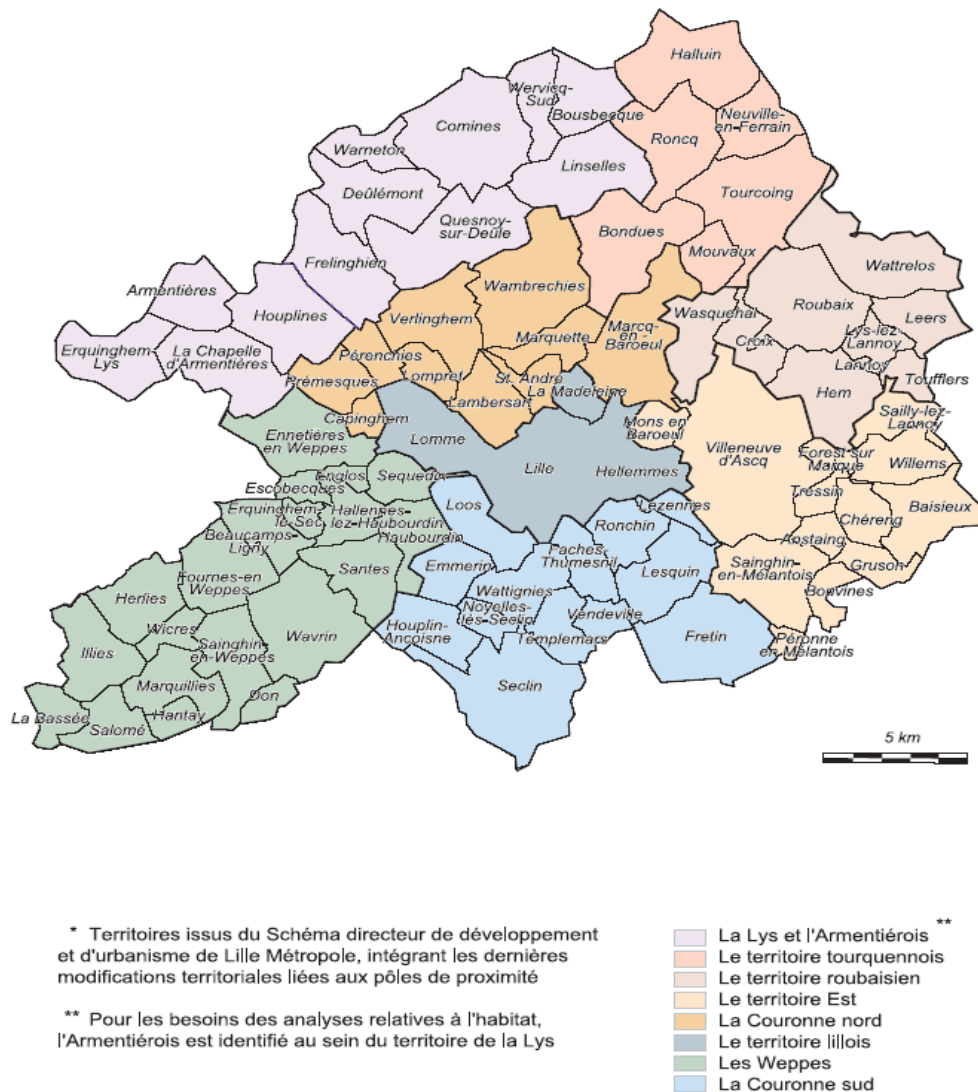 Halluin
Wervicq-
Sud
Bousbecque
Neuville-
en-Ferrain
Comines
Roncq
Warneton
Linselles
Deûlémont
Tourcoing
Quesnoy-
sur-Deûle
Bondues
Mouvaux
Frelinghien
Wattrelos
Armentières
Wambrechies
Houplines
Verlinghem
Wasquehal
Roubaix
Leers
Marquette
Marcq-
en-
Baroeul
Lys-lez-
Lannoy
Croix
Erquinghem
Lys
La Chapelle
d'Armentières
Pérenchies
Lannoy
Prémesques
Lompret
St. André
La Madeleine
Toufflers
Lambersart
Hem
Capinghem
Sailly-lez-
Lannoy
Mons en
Baroeul
Villeneuve
d'Ascq
Ennetières
en Weppes
Lomme
Forest sur
Marque
Willems
Lille
Hellemmes
Englos
Sequedin
Escobecques
Tressin
Baisieux
Loos
Lezennes
Erquinghem-
le-Sec
Hallennes-
lez-Haubourdin
Chéreng
Ronchin
Beaucamps-
Ligny
Haubourdin
Anstaing
Faches-
Thumesnil
Emmerin
Santes
Sainghin-
en-Mélantois
Gruson
Lesquin
Fournes-en
Weppes
Wattignies
Bouvines
Herlies
Noyelles-
lès-Seclin
Vendeville
Houplin-
Ancoisne
Wicres
Wavrin
Fretin
Templemars
Sainghin-
en-Weppes
Péronne
en Mélantois
Illies
Marquillies
Seclin
Don
La Bassée
Hantay
Salomé
5 km
* Territoires issus du Schéma directeur de développement
et d'urbanisme de Lille Métropole, intégrant les dernières
modifications territoriales liées aux pôles de proximité
** Pour les besoins des analyses relatives à l'habitat,
l'Armentiérois est identifié au sein du territoire de la Lys
La Lys et l'Armentiérois **
Le territoire tourquennois
Le territoire roubaisien
Le territoire Est
La Couronne nord
Le territoire lillois
Les Weppes
La Couronne sud